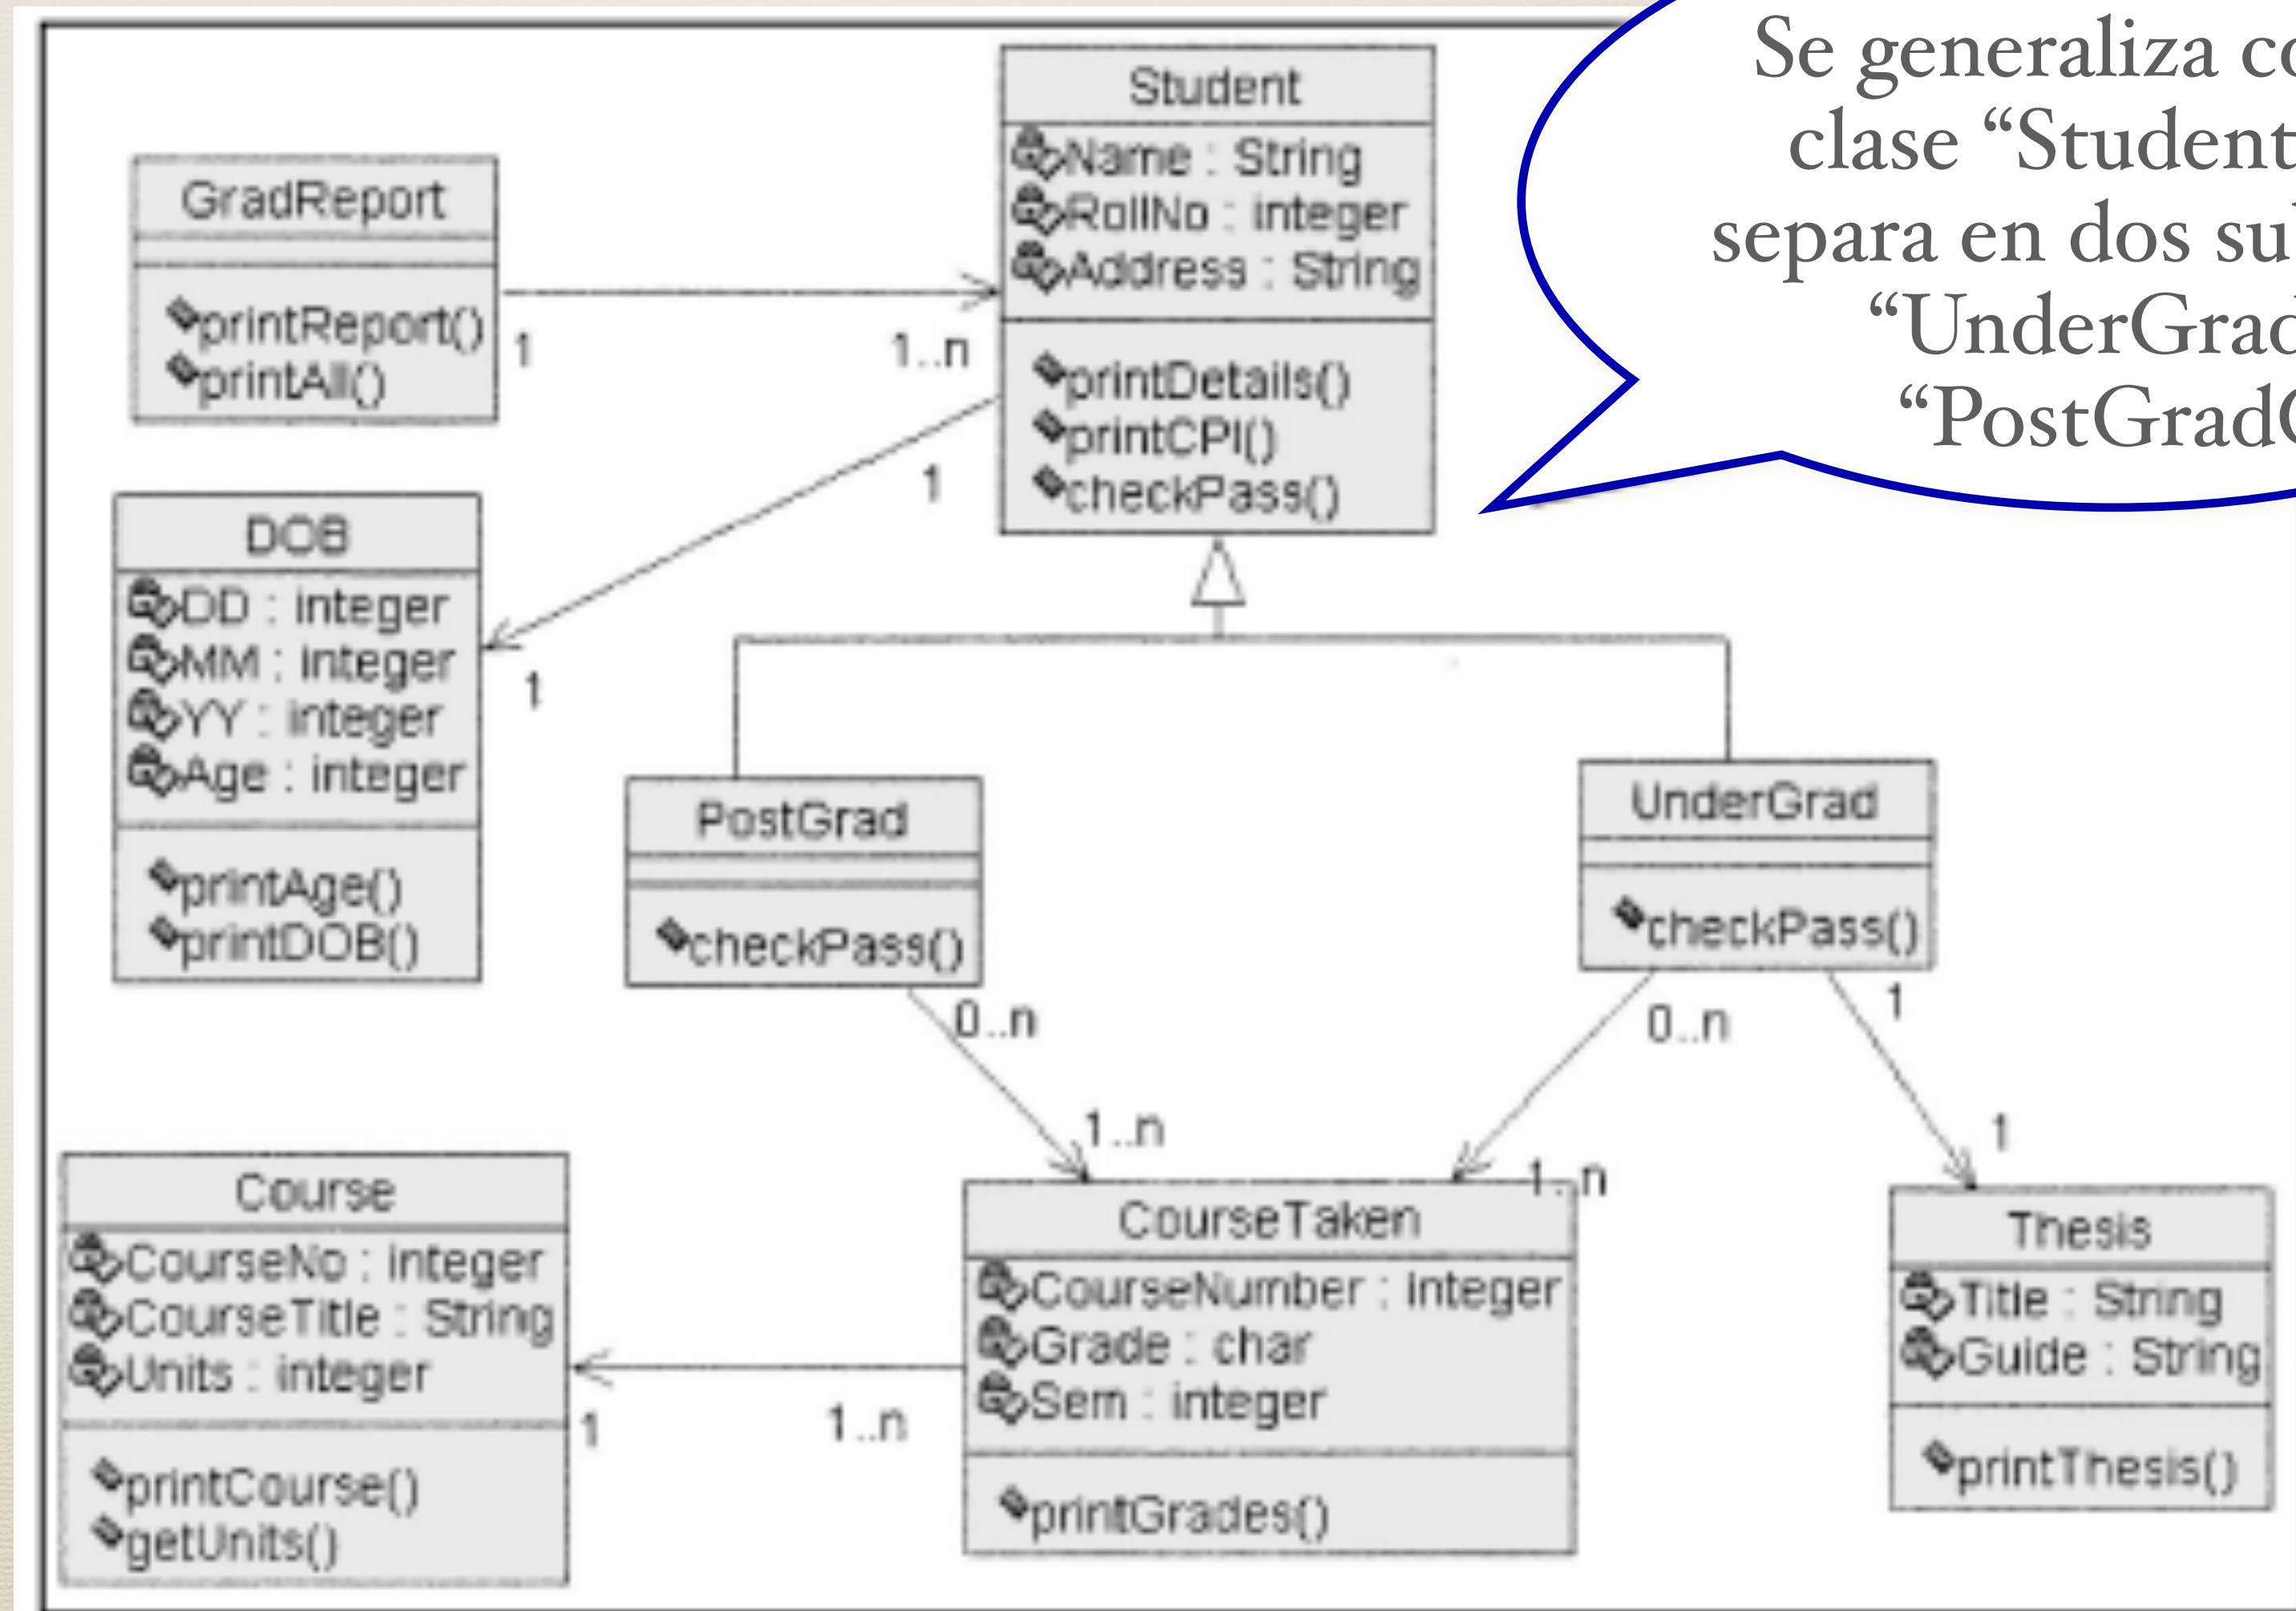 Se generaliza co
clase “Student
separa en dos su
“UnderGrad
“PostGradC
Student
Name : String
RollNo : integer
Address : String
printDetails()
printCPI()
checkPass()
GradReport
printReport()
printAll()
1
1..n
1
1
DOB
DD : integer
MM : integer
YY : integer
Age : integer
printAge()
printDOB()
PostGrad
checkPass()
UnderGrad
checkPass()
0..n
1..n
0..n
1..n
1
1
Course
CourseNo : integer
CourseTitle : String
Units : integer
printCourse()
getUnits()
1
1..n
CourseTaken
CourseNumber : integer
Grade : char
Sem : integer
printGrades()
Thesis
Title : String
Guide : String
printThesis()